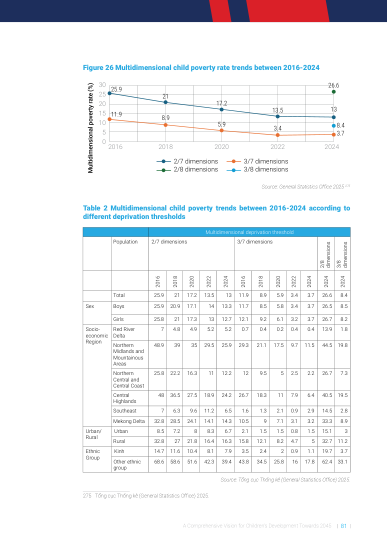 Figure 26 Multidimensional child poverty rate trends between 2016-2024
Multidimensional poverty rate (%)
30
25
20
15
10
5
0
25.9
21
17.2
13.5
13
11.9
8.9
5.9
3.4
3.7
26.6
8.4
2016
2018
2020
2022
2024
2/7 dimensions
3/7 dimensions
2/8 dimensions
3/8 dimensions
Source: General Statistics Office 2025
Table 2 Multidimensional child poverty trends between 2016-2024 according to
different deprivation thresholds
Multidimensional deprivation threshold
Population 2/7 dimensions 3/7 dimensions 2/8 dimensions 3/8 dimensions
2016 2018 2020 2022 2024 2016 2018 2020 2022 2024 2024 2024
Total 25.9 21 17.2 13.5 13 11.9 8.9 5.9 3.4 3.7 26.6 8.4
Sex Boys 25.9 20.9 17.1 14 13.3 11.7 8.5 5.8 3.4 3.7 26.5 8.5
Girls 25.8 21 17.3 13 12.7 12.1 9.2 6.1 3.3 3.7 26.7 8.2
Socio-economic Region Red River Delta 7 4.8 4.9 5.2 5.2 0.7 0.4 0.2 0.4 0.4 13.9 1.8
Northern Midlands and Mountainous Areas 48.9 39 35 29.5 25.9 29.3 21.1 17.5 9.7 11.5 44.5 19.8
Northern Central and Central Coast 25.8 22.2 16.3 11 12.2 12 9.5 5 2.5 2.2 26.7 7.3
Central Highlands 48 36.5 27.5 18.9 24.2 26.7 18.3 11 7.9 6.4 40.5 19.5
Southeast 7 6.3 9.6 11.2 6.5 1.6 1.3 2.1 0.9 2.9 14.5 2.8
Mekong Delta 32.8 28.5 24.1 14.1 14.3 10.5 9 7.1 3.1 3.2 33.3 8.9
Urban/ Rural Urban 8.5 7.2 8 8.3 6.7 2.1 1.5 1.5 0.8 1.5 15.1 3
Rural 32.8 27 21.8 16.4 16.3 15.8 12.1 8.2 4.7 5 32.7 11.2
Ethnic Group Kinh 14.7 11.6 10.4 8.1 7.9 3.5 2.4 2 0.9 1.1 19.7 3.7
Other ethnic group 68.6 58.6 51.6 42.3 39.4 43.8 34.5 25.8 16 17.8 62.4 33.1
Source: Tổng cục Thống kê (General Statistics Office) 2025.
275 Tổng cục Thống kê (General Statistics Office) 2025
A Comprehensive Vision for Children's Development Towards 2045 | 81 |